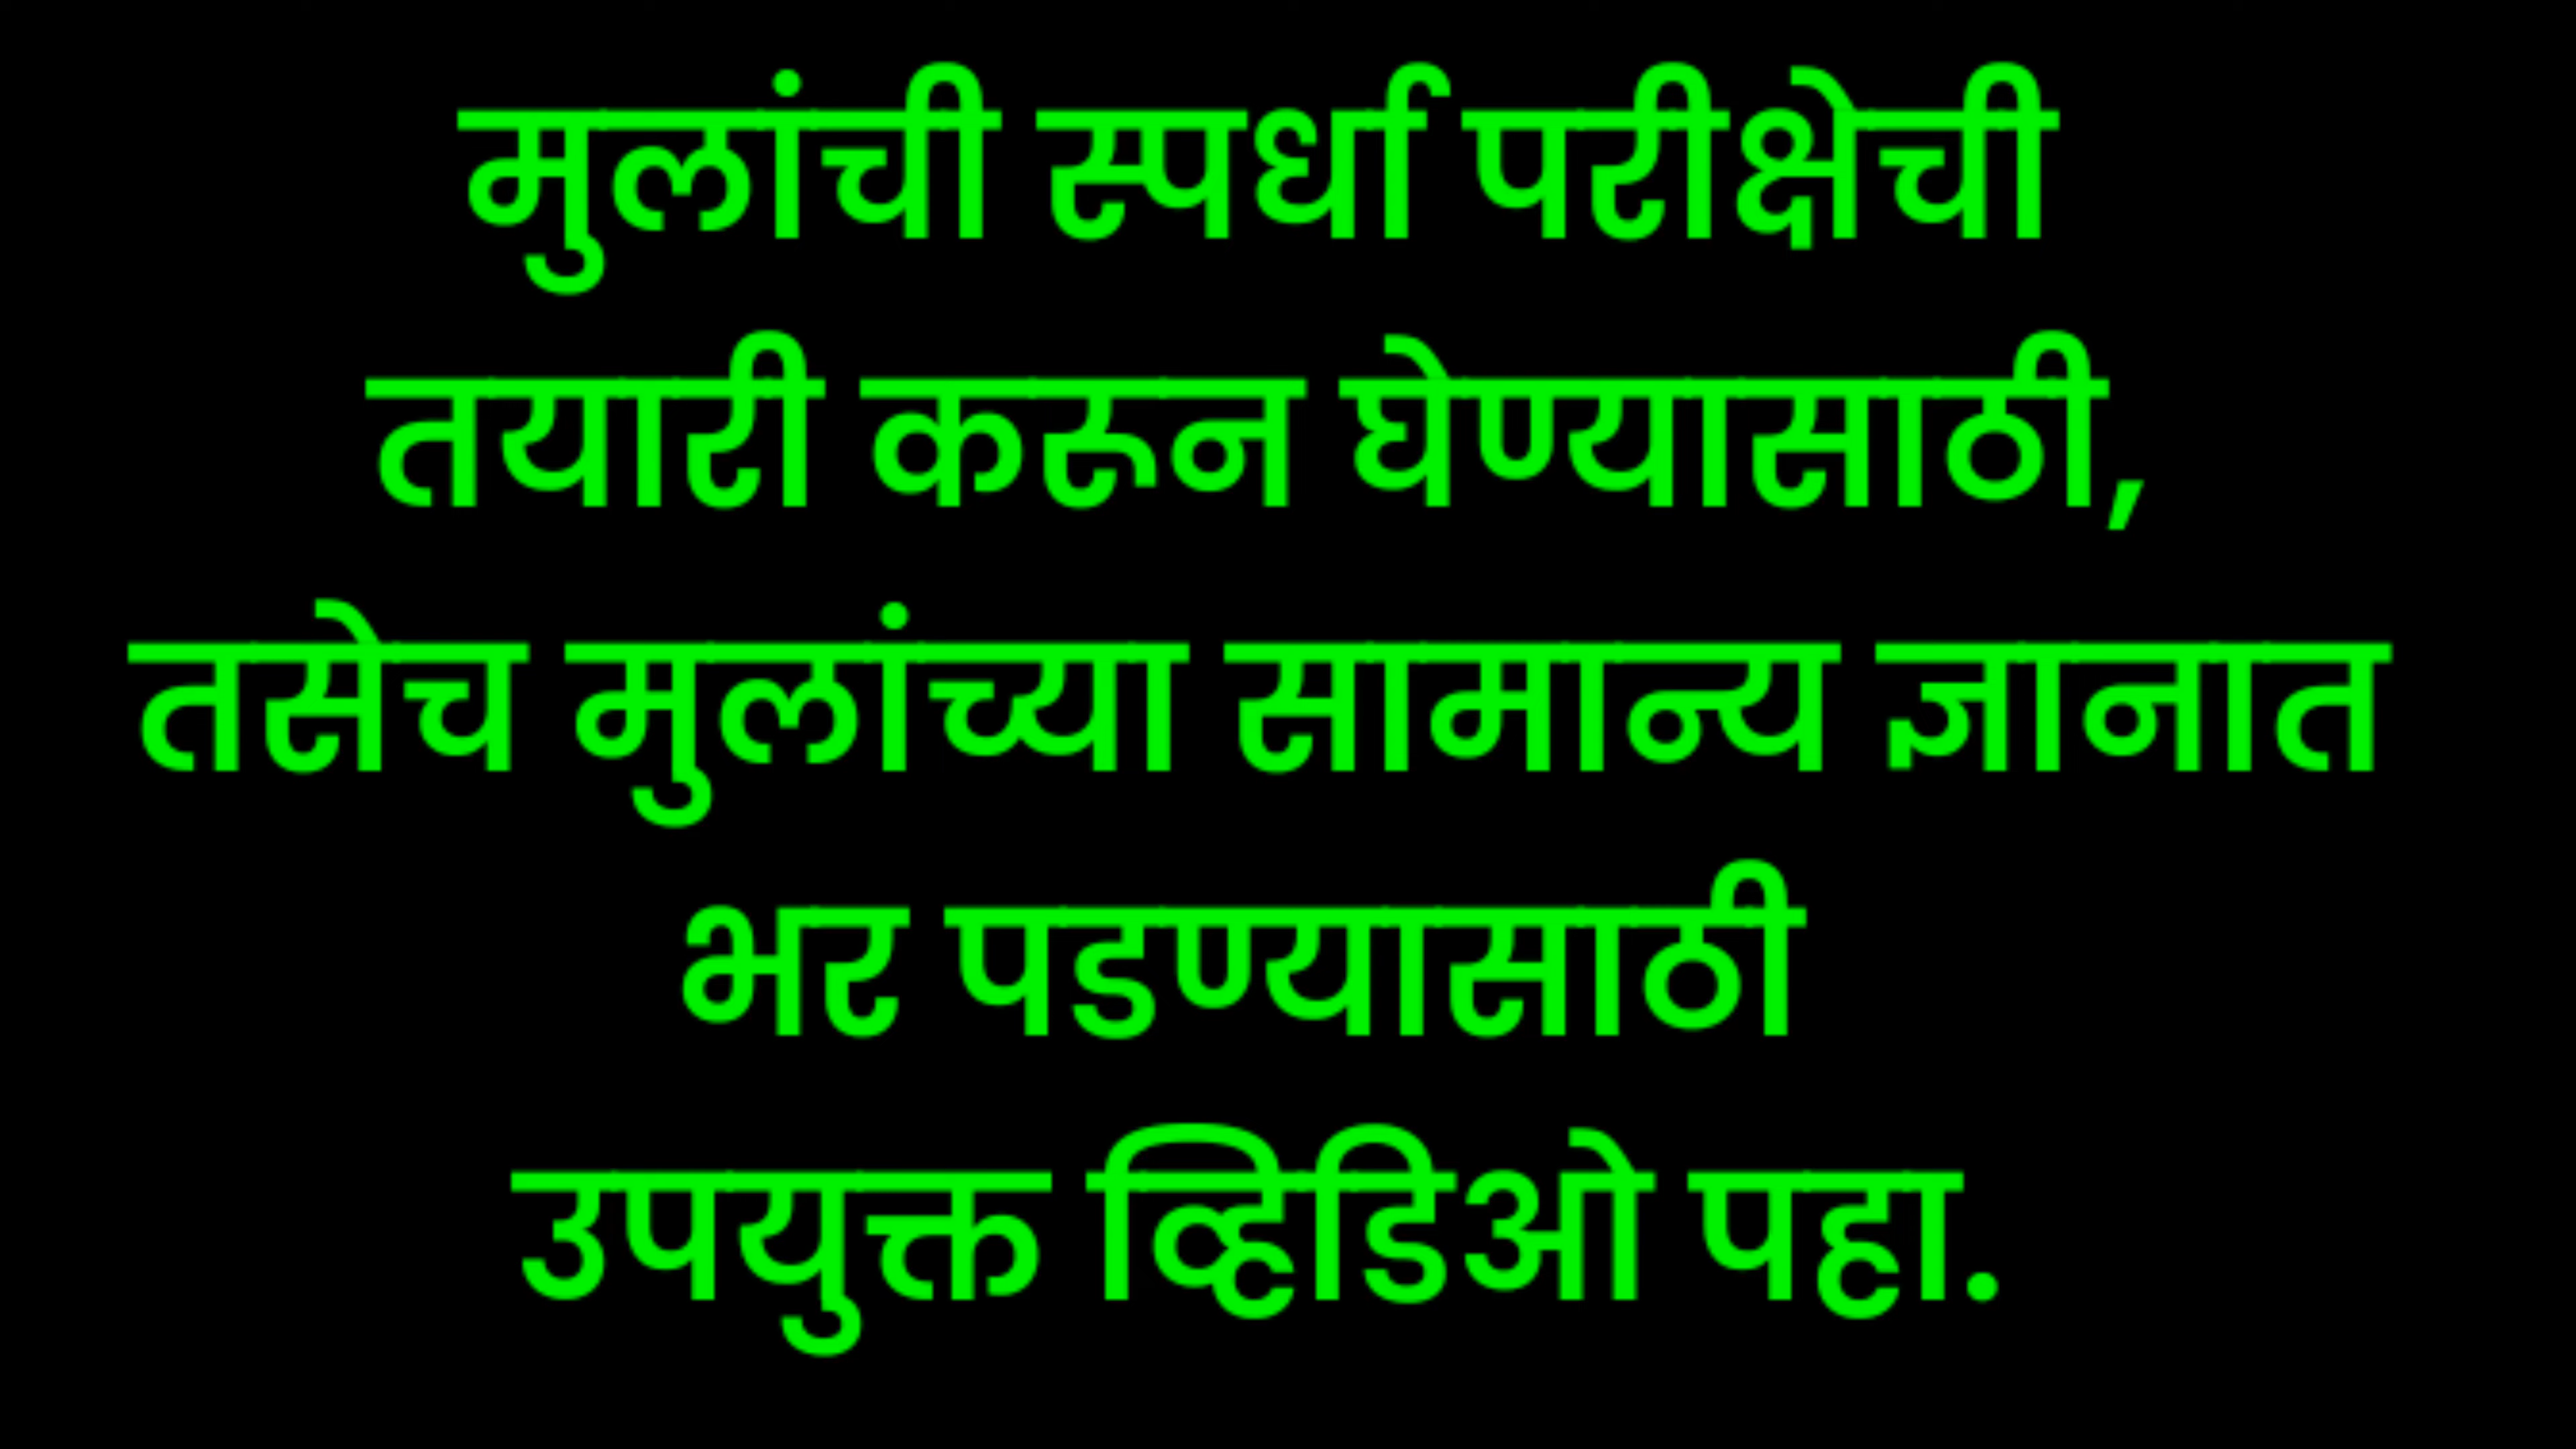 मुलांची स्पर्धा परीक्षेची
तयारी करून घेण्यासाठी,
तसेच मुलांच्या सामान्य ज्ञानात
भर पडण्यासाठी
उपयुक्त व्हिडिओ पहा.